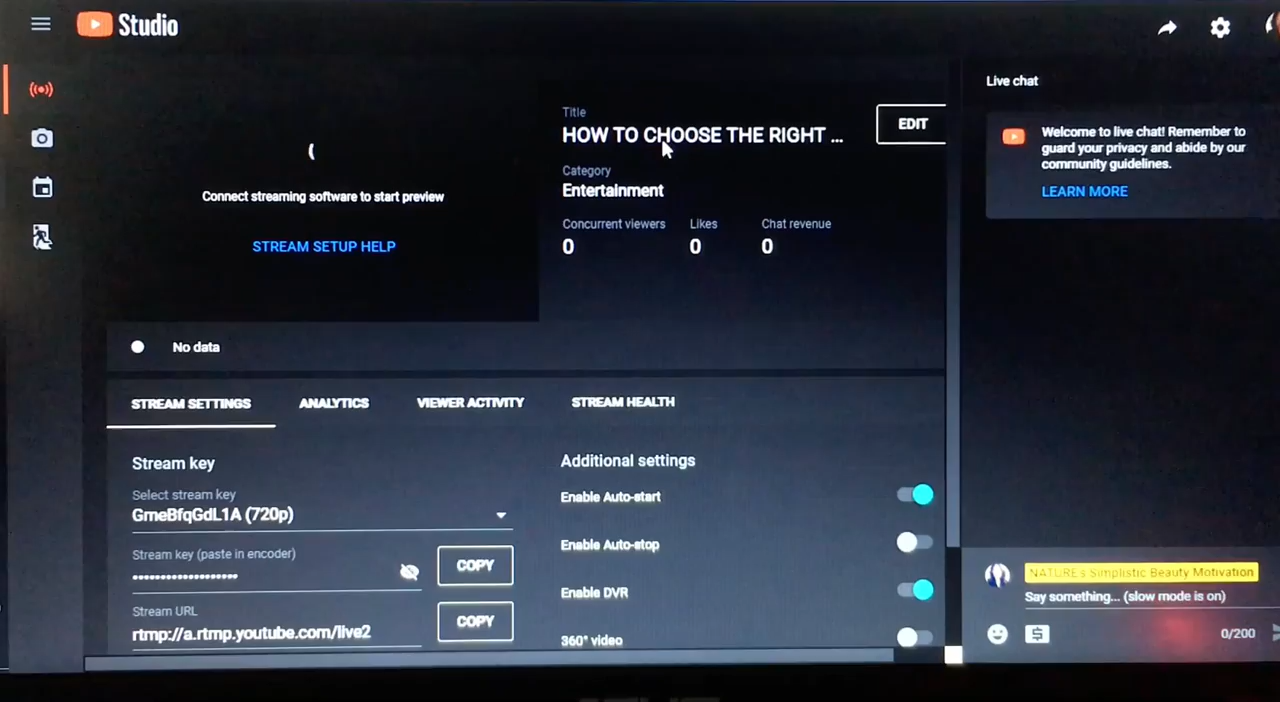 Studio
Connect streaming software to start preview
STREAM SETUP HELP
Title
HOW TO CHOOSE THE RIGHT ...
EDIT
Category
Entertainment
Concurrent viewers
Likes
Chat revenue
0
0
0
Live chat
Welcome to live chat! Remember to
guard your privacy and abide by our
community guidelines.
LEARN MORE
No data
STREAM SETTINGS
ANALYTICS
VIEWER ACTIVITY
STREAM HEALTH
Stream key
Select stream key
GmeBfqGdL1A (720p)
Stream key (paste in encoder)
COPY
Stream URL
rtmp://a.rtmp.youtube.com/live2
COPY
Additional settings
Enable Auto-start
Enable Auto-stop
Enable DVR
360° video
NATURE's Simplistic Beauty Motivation
Say something... (slow mode is on)
0/200